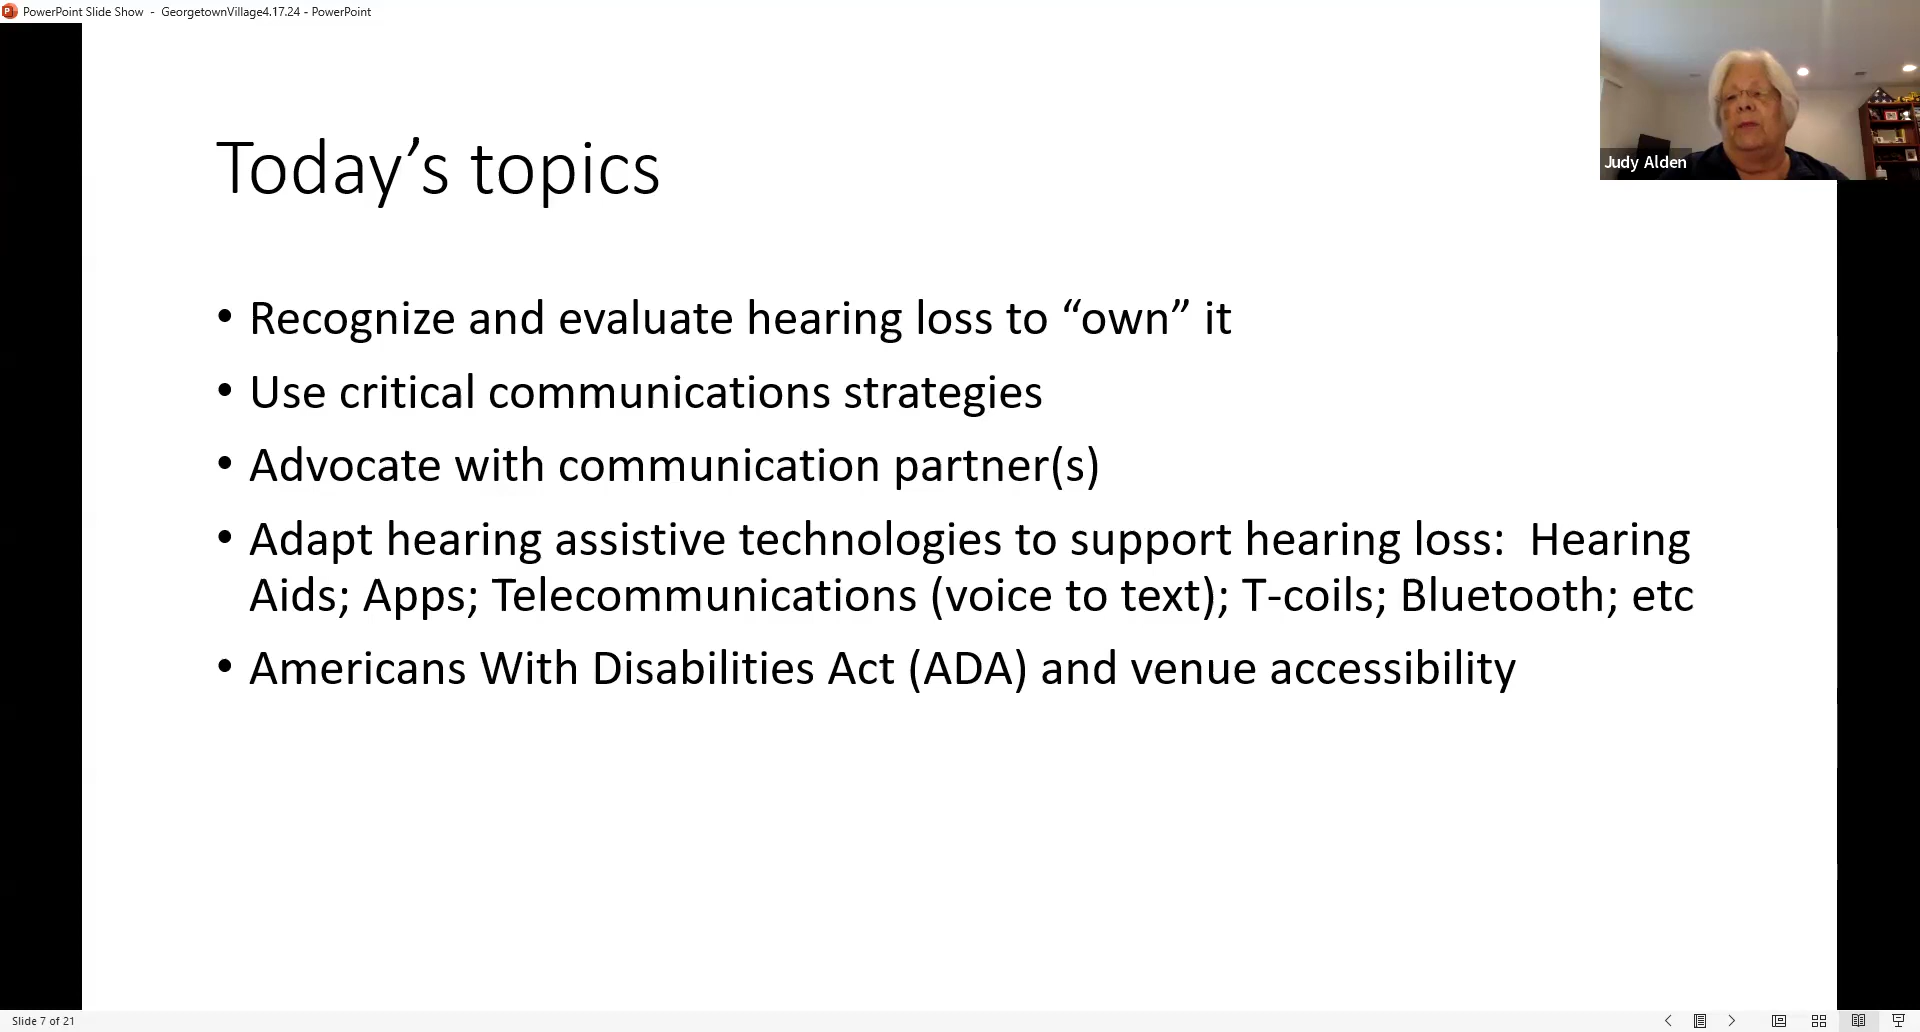 PowerPoint Slide Show - GeorgetownVillage4.17.24 - PowerPoint
Judy Alden
Today’s topics
• Recognize and evaluate hearing loss to “own” it
• Use critical communications strategies
• Advocate with communication partner(s)
• Adapt hearing assistive technologies to support hearing loss:  Hearing
Aids; Apps; Telecommunications (voice to text); T-coils; Bluetooth; etc
• Americans With Disabilities Act (ADA) and venue accessibility
Slide 7 of 21